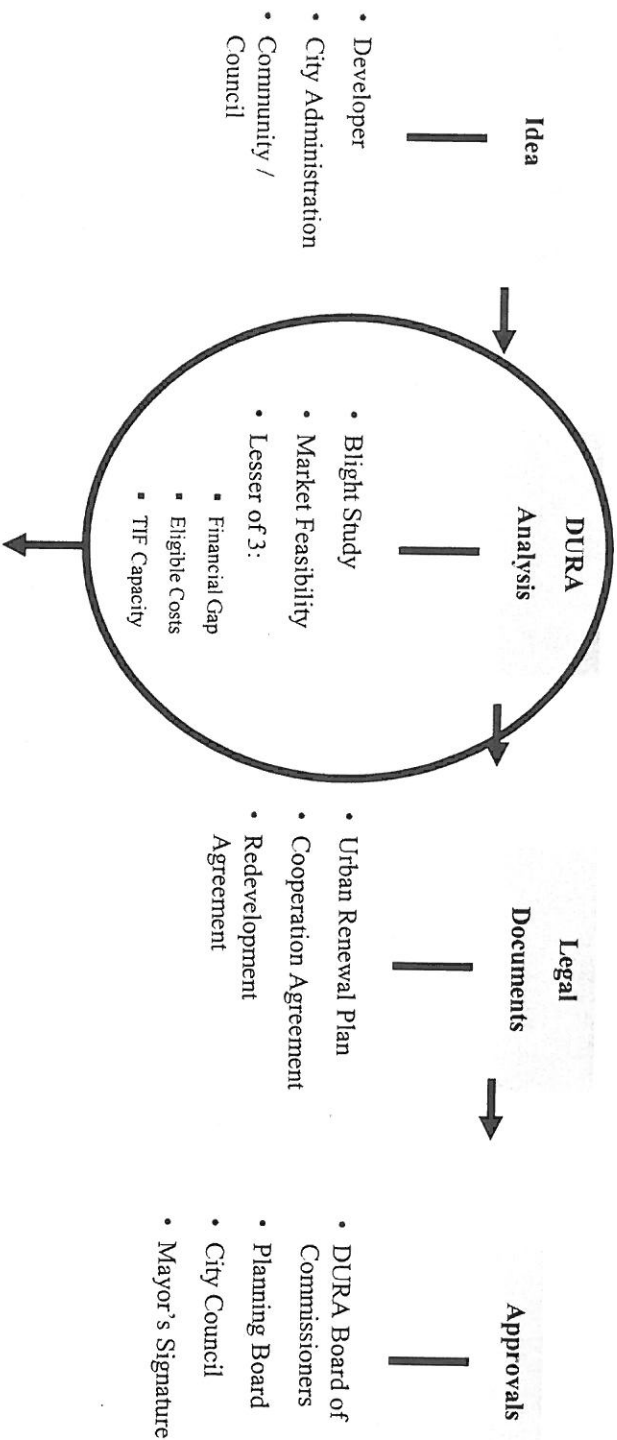 Idea
• Developer
• City Administration
• Community /
Council
DURA
Analysis
• Blight Study
• Market Feasibility
• Lesser of 3:
▪ Financial Gap
▪ Eligible Costs
▪ TIF Capacity
Legal
Documents
• Urban Renewal Plan
• Cooperation Agreement
• Redevelopment
Agreement
Approvals
• DURA Board of
Commissioners
• Planning Board
• City Council
• Mayor's Signature